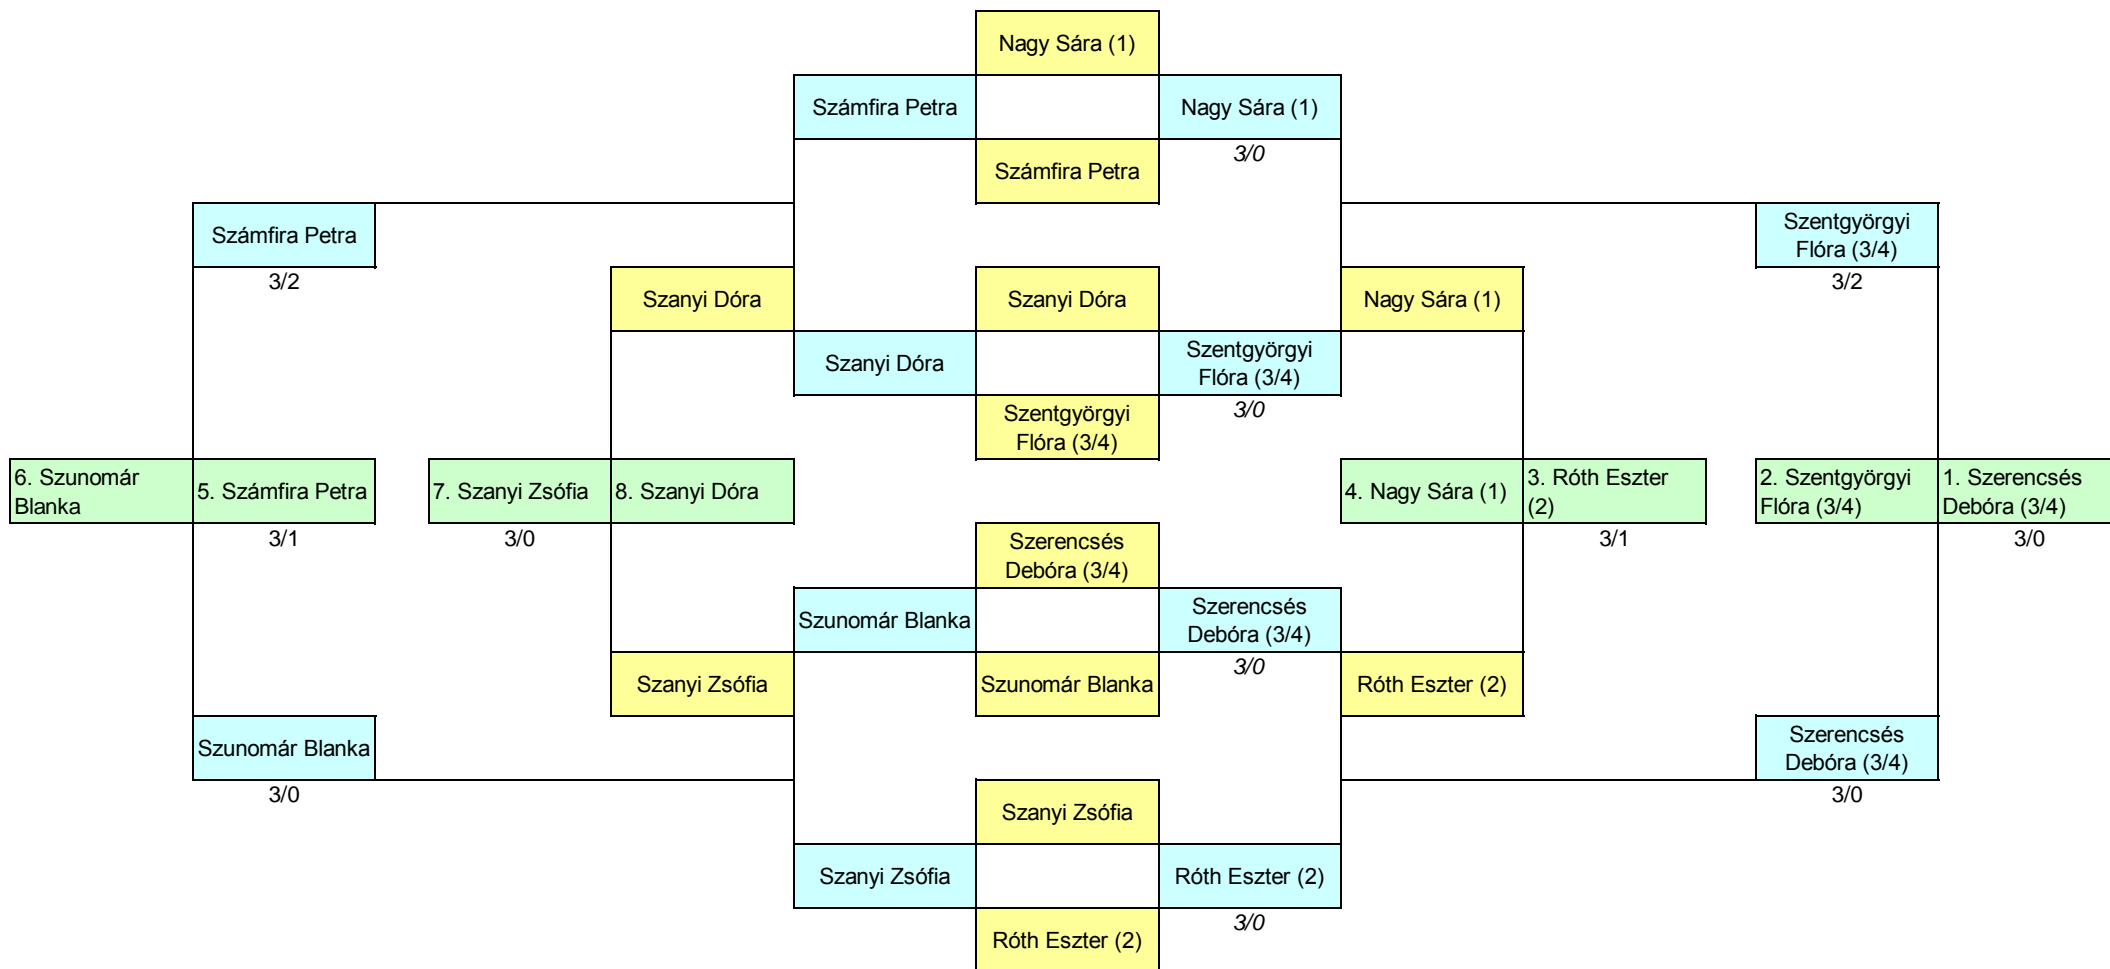 Nagy Sára (1)
Számfira Petra
Nagy Sára (1)
3/0
Számfira Petra
Számfira Petra
3/2
Szentgyörgyi
Flóra (3/4)
3/2
Szanyi Dóra
Szanyi Dóra
Nagy Sára (1)
Szanyi Dóra
Szentgyörgyi
Flóra (3/4)
3/0
Szentgyörgyi
Flóra (3/4)
6. Szunomár
Blanka
5. Számfira Petra
3/1
7. Szanyi Zsófia
3/0
8. Szanyi Dóra
4. Nagy Sára (1)
3. Róth Eszter
(2)
3/1
2. Szentgyörgyi
Flóra (3/4)
1. Szerencsés
Debóra (3/4)
3/0
Szerencsés
Debóra (3/4)
Szunomár Blanka
Szerencsés
Debóra (3/4)
3/0
Szanyi Zsófia
Szunomár Blanka
Róth Eszter (2)
Szunomár Blanka
3/0
Szerencsés
Debóra (3/4)
3/0
Szanyi Zsófia
Szanyi Zsófia
Róth Eszter (2)
3/0
Róth Eszter (2)